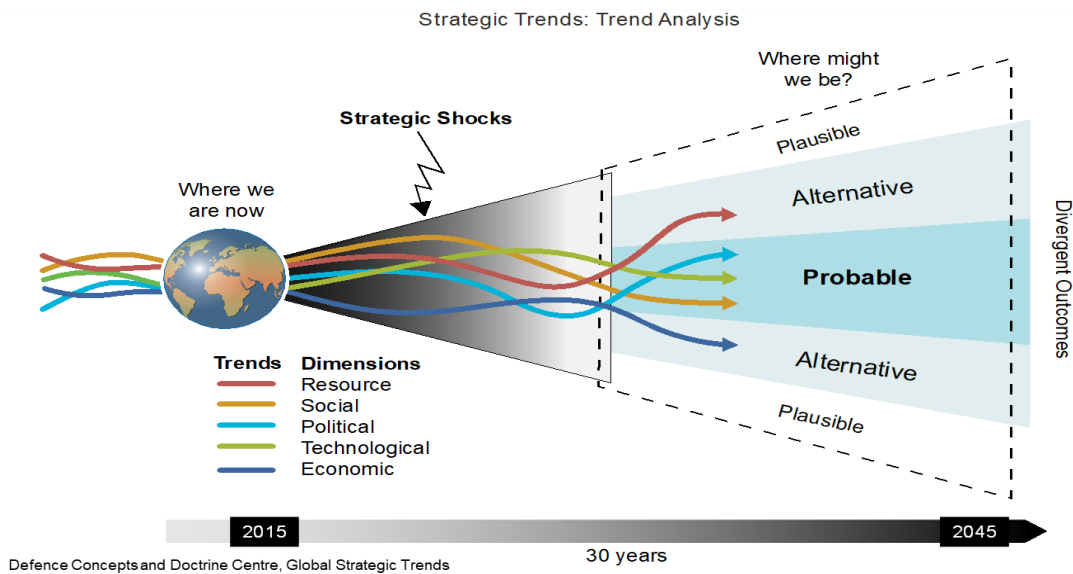 Strategic Trends: Trend Analysis
Where might
we be?
Strategic Shocks
Plausible
Where we
are now
Alternative
Probable
Alternative
Plausible
Divergent Outcomes
Trends Dimensions
Resource
Social
Political
Technological
Economic
2015
2045
30 years
Defence Concepts and Doctrine Centre, Global Strategic Trends